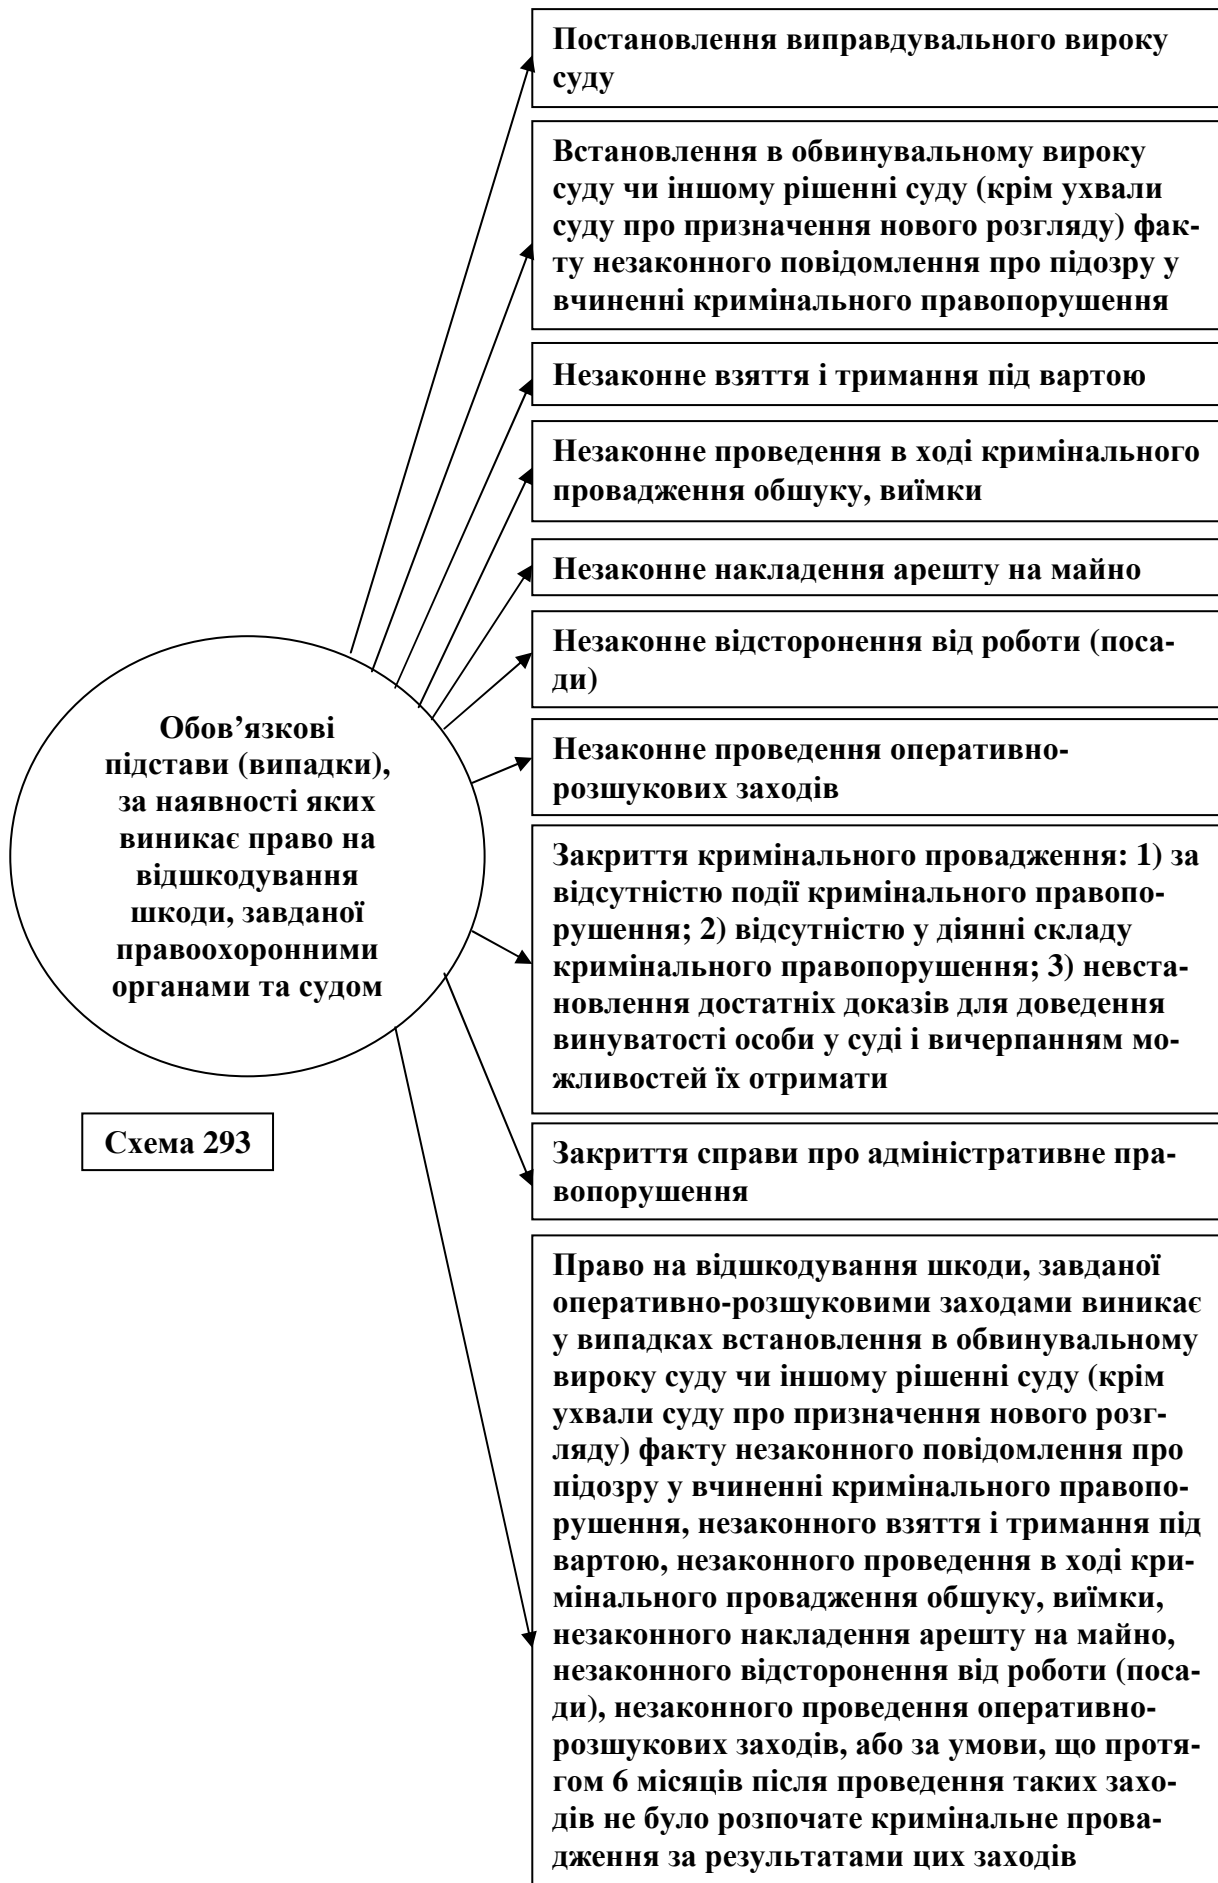 Постановлення виправдувального вироку
суду
Встановлення в обвинувальному вироку
суду чи іншому рішенні суду (крім ухвали
суду про призначення нового розгляду) фак-
ту незаконного повідомлення про підозру у
вчиненні кримінального правопорушення
Незаконне взяття і тримання під вартою
Незаконне проведення в ході кримінального
провадження обшуку, виїмки
Незаконне накладення арешту на майно
Незаконне відсторонення від роботи (поса-
ди)
Незаконне проведення оперативно-
розшукових заходів
Обов’язкові
підстави (випадки),
за наявності яких
виникає право на
відшкодування
шкоди, завданої
правоохоронними
органами та судом
Закриття кримінального провадження: 1) за
відсутністю події кримінального правопо-
рушення; 2) відсутністю у діянні складу
кримінального правопорушення; 3) невста-
новлення достатніх доказів для доведення
винуватості особи у суді і вичерпанням мо-
жливостей їх отримати
Схема 293
Закриття справи про адміністративне пра-
вопорушення
Право на відшкодування шкоди, завданої
оперативно-розшуковими заходами виникає
у випадках встановлення в обвинувальному
вироку суду чи іншому рішенні суду (крім
ухвали суду про призначення нового розг-
ляду) факту незаконного повідомлення про
підозру у вчиненні кримінального правопо-
рушення, незаконного взяття і тримання під
вартою, незаконного проведення в ході кри-
мінального провадження обшуку, виїмки,
незаконного накладення арешту на майно,
незаконного відсторонення від роботи (поса-
ди), незаконного проведення оперативно-
розшукових заходів, або за умови, що протя-
гом 6 місяців після проведення таких захо-
дів не було розпочате кримінальне прова-
дження за результатами цих заходів